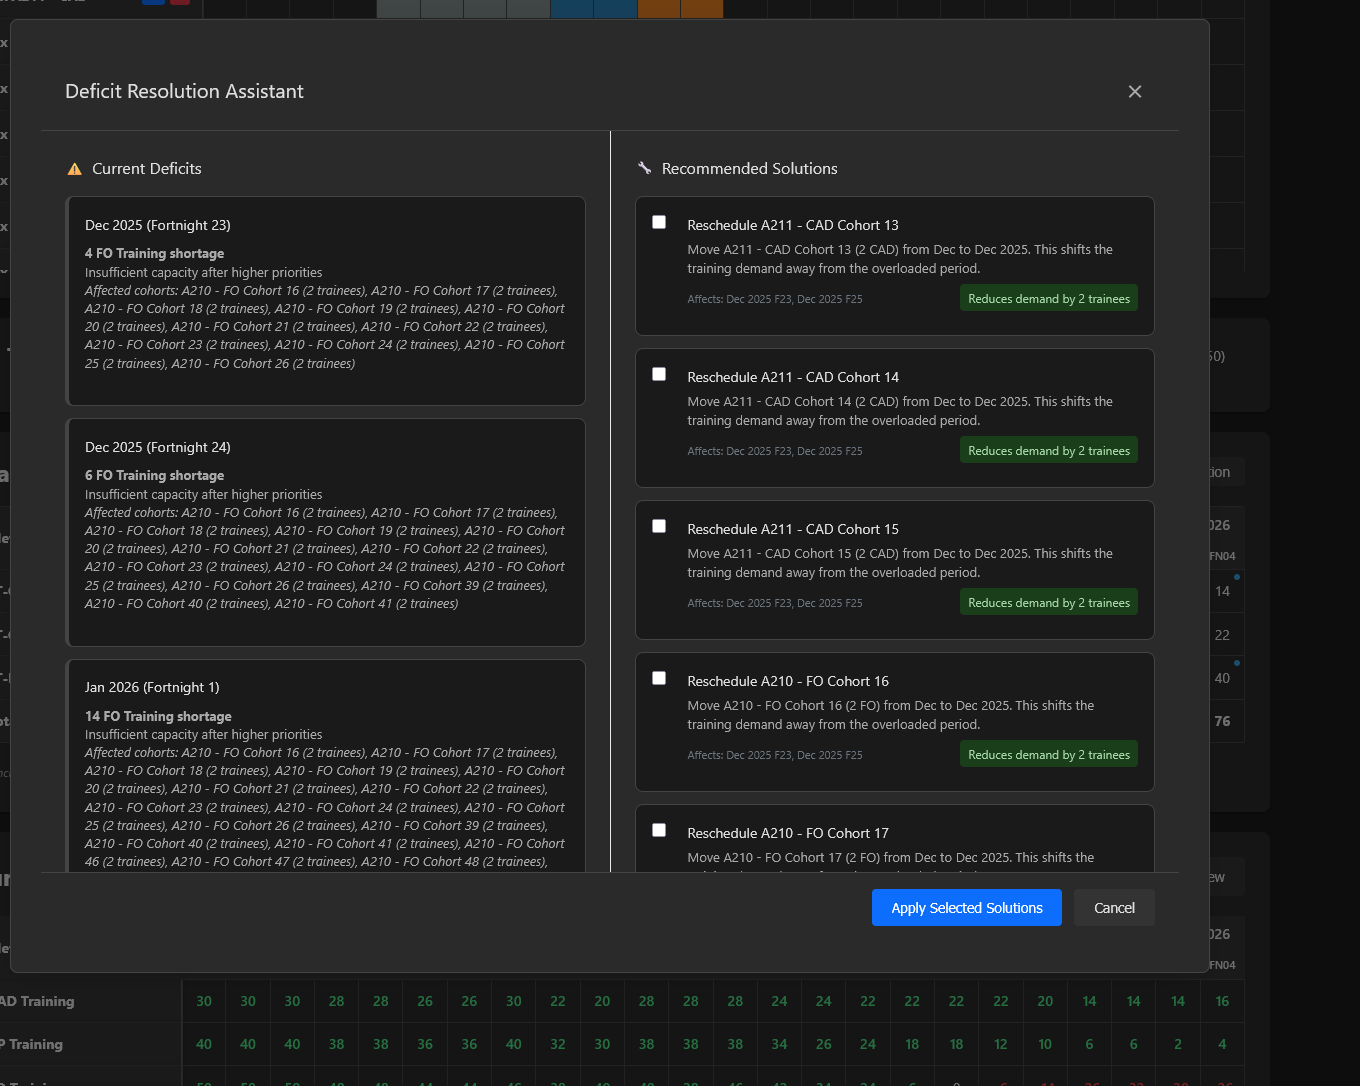 Deficit Resolution Assistant
×
⚠ Current Deficits
Dec 2025 (Fortnight 23)
4 FO Training shortage
Insufficient capacity after higher priorities
Affected cohorts: A210 - FO Cohort 16 (2 trainees), A210 - FO Cohort 17 (2 trainees),
A210 - FO Cohort 18 (2 trainees), A210 - FO Cohort 19 (2 trainees), A210 - FO Cohort
20 (2 trainees), A210 - FO Cohort 21 (2 trainees), A210 - FO Cohort 22 (2 trainees),
A210 - FO Cohort 23 (2 trainees), A210 - FO Cohort 24 (2 trainees), A210 - FO Cohort
25 (2 trainees), A210 - FO Cohort 26 (2 trainees)
Dec 2025 (Fortnight 24)
6 FO Training shortage
Insufficient capacity after higher priorities
Affected cohorts: A210 - FO Cohort 16 (2 trainees), A210 - FO Cohort 17 (2 trainees),
A210 - FO Cohort 18 (2 trainees), A210 - FO Cohort 19 (2 trainees), A210 - FO Cohort
20 (2 trainees), A210 - FO Cohort 21 (2 trainees), A210 - FO Cohort 22 (2 trainees),
A210 - FO Cohort 23 (2 trainees), A210 - FO Cohort 24 (2 trainees), A210 - FO Cohort
25 (2 trainees), A210 - FO Cohort 26 (2 trainees), A210 - FO Cohort 39 (2 trainees),
A210 - FO Cohort 40 (2 trainees), A210 - FO Cohort 41 (2 trainees)
Jan 2026 (Fortnight 1)
14 FO Training shortage
Insufficient capacity after higher priorities
Affected cohorts: A210 - FO Cohort 16 (2 trainees), A210 - FO Cohort 17 (2 trainees),
A210 - FO Cohort 18 (2 trainees), A210 - FO Cohort 19 (2 trainees), A210 - FO Cohort
20 (2 trainees), A210 - FO Cohort 21 (2 trainees), A210 - FO Cohort 22 (2 trainees),
A210 - FO Cohort 23 (2 trainees), A210 - FO Cohort 24 (2 trainees), A210 - FO Cohort
25 (2 trainees), A210 - FO Cohort 26 (2 trainees), A210 - FO Cohort 39 (2 trainees),
A210 - FO Cohort 40 (2 trainees), A210 - FO Cohort 41 (2 trainees), A210 - FO Cohort
46 (2 trainees), A210 - FO Cohort 47 (2 trainees), A210 - FO Cohort 48 (2 trainees),
Recommended Solutions
Reschedule A211 - CAD Cohort 13
Move A211 - CAD Cohort 13 (2 CAD) from Dec to Dec 2025. This shifts the
training demand away from the overloaded period.
Affects: Dec 2025 F23, Dec 2025 F25
Reduces demand by 2 trainees
Reschedule A211 - CAD Cohort 14
Move A211 - CAD Cohort 14 (2 CAD) from Dec to Dec 2025. This shifts the
training demand away from the overloaded period.
Affects: Dec 2025 F23, Dec 2025 F25
Reduces demand by 2 trainees
Reschedule A211 - CAD Cohort 15
Move A211 - CAD Cohort 15 (2 CAD) from Dec to Dec 2025. This shifts the
training demand away from the overloaded period.
Affects: Dec 2025 F23, Dec 2025 F25
Reduces demand by 2 trainees
Reschedule A210 - FO Cohort 16
Move A210 - FO Cohort 16 (2 FO) from Dec to Dec 2025. This shifts the
training demand away from the overloaded period.
Affects: Dec 2025 F23, Dec 2025 F25
Reduces demand by 2 trainees
Reschedule A210 - FO Cohort 17
Move A210 - FO Cohort 17 (2 FO) from Dec to Dec 2025. This shifts the
Apply Selected Solutions
Cancel
FN04
14
22
40
76
FN04
AD Training 30 30 30 28 28 26 26 30 22 20 28 28 28 24 24 22 22 22 22 20 14 14 14 16
P Training 40 40 40 38 38 36 36 40 32 30 38 38 38 34 26 24 18 18 12 10 6 6 2 4